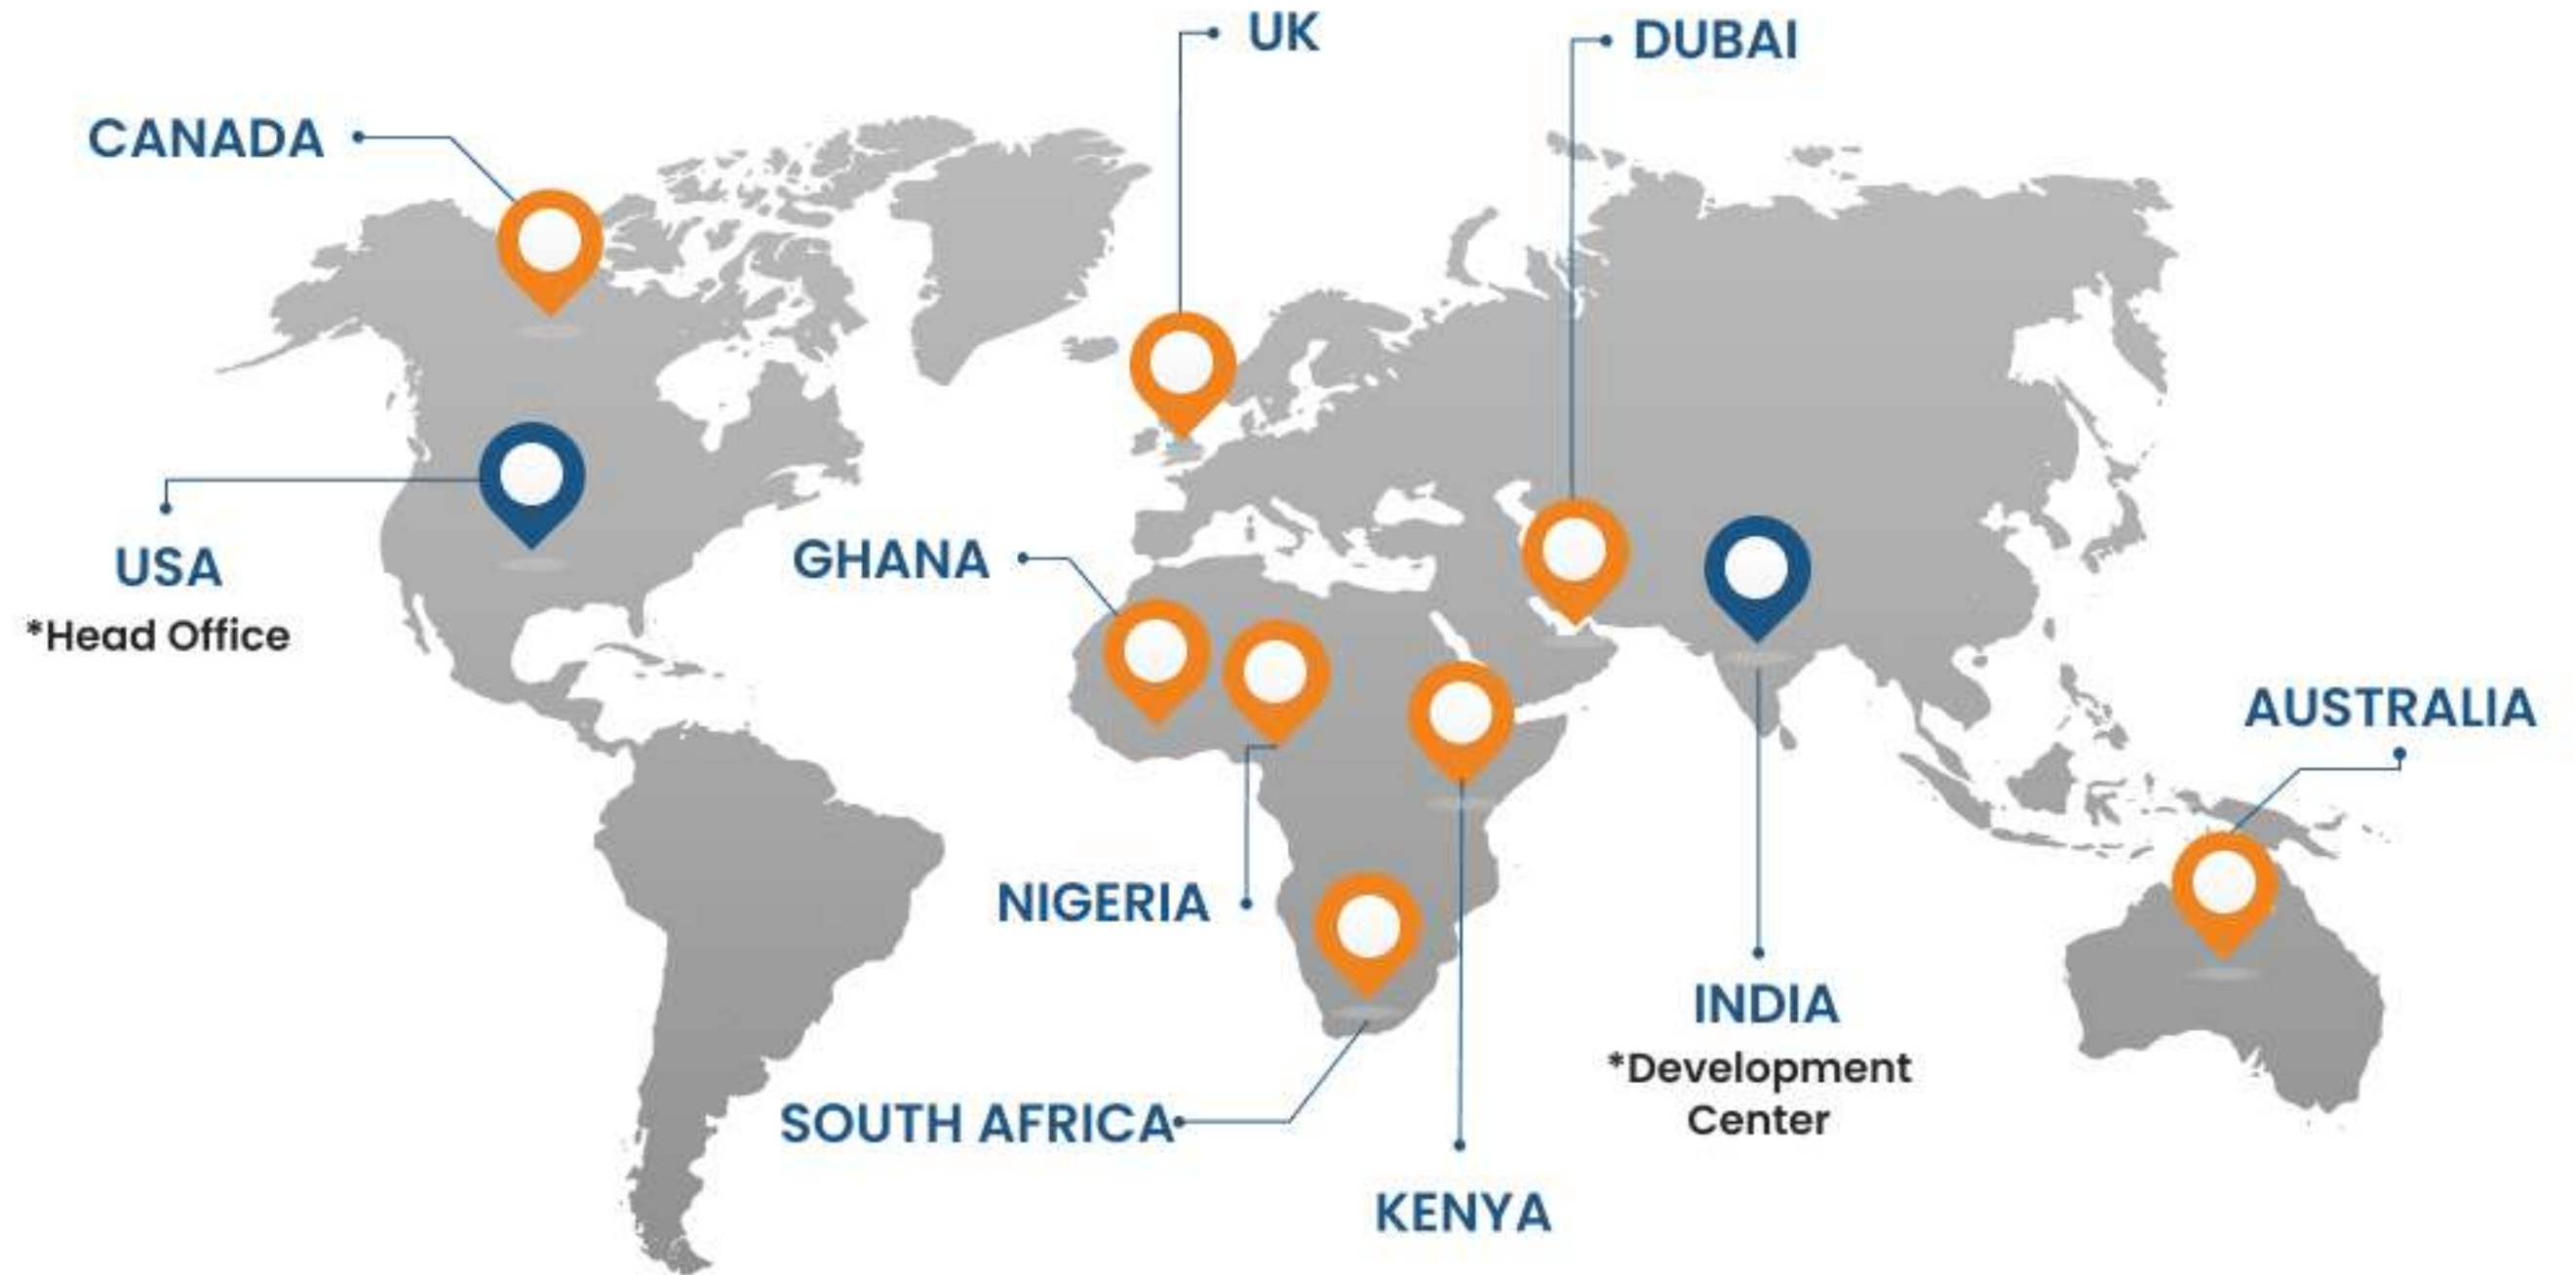 UK
DUBAI
CANADA
USA
*Head Office
GHANA
AUSTRALIA
NIGERIA
INDIA
*Development
Center
SOUTH AFRICA
KENYA